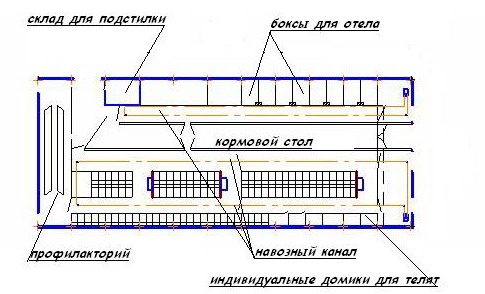 склад для подстилки
боксы для отела
кормовой стол
профилакторий
навозный канал
индивидуальные домики для телят